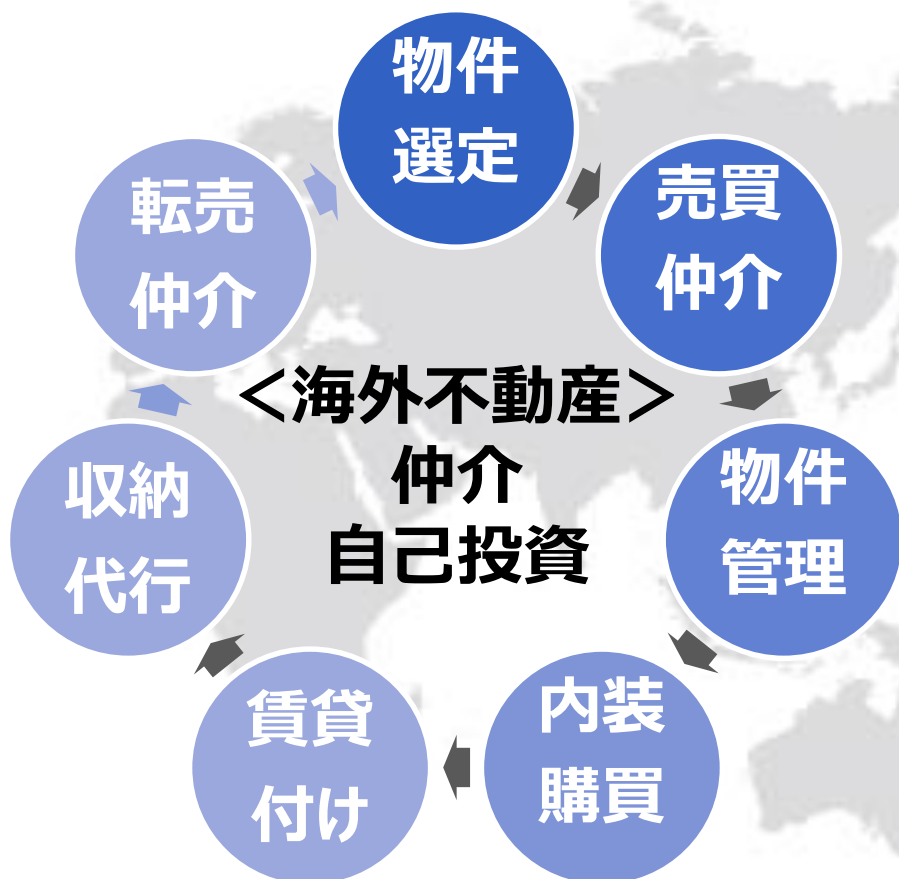 物件
選定
売買
仲介
物件
管理
内装
購買
賃貸
付け
収納
代行
転売
仲介
＜海外不動産＞
仲介
自己投資